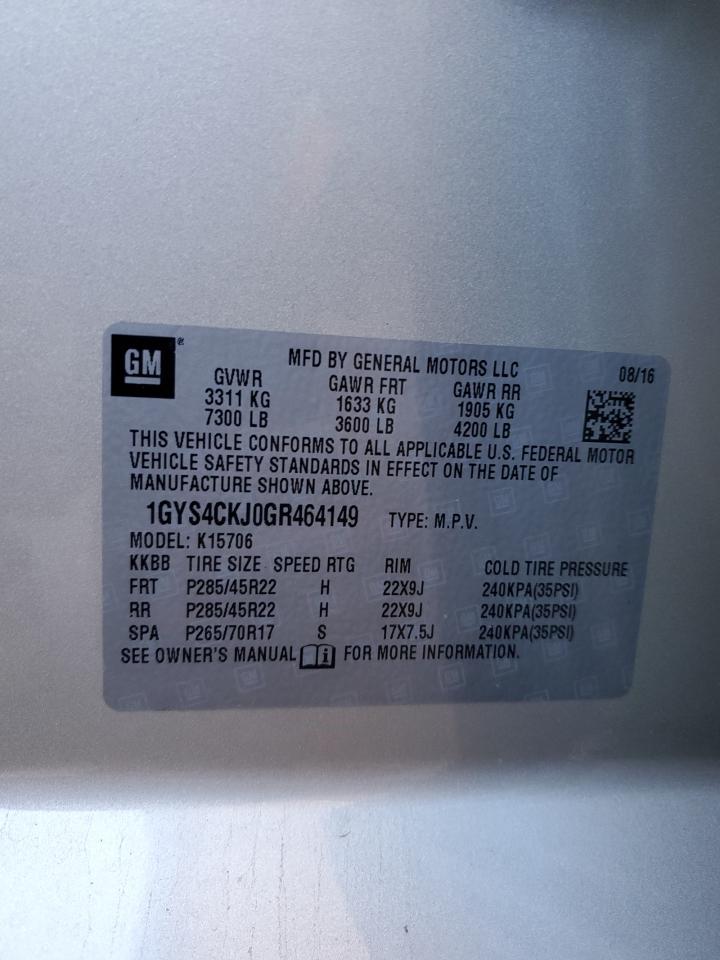 GM®
MFD BY GENERAL MOTORS LLC 08/16
GVWR GAWR FRT GAWR RR
3311 KG 1633 KG 1905 KG
7300 LB 3600 LB 4200 LB
THIS VEHICLE CONFORMS TO ALL APPLICABLE U.S. FEDERAL MOTOR
VEHICLE SAFETY STANDARDS IN EFFECT ON THE DATE OF
MANUFACTURE SHOWN ABOVE.
1GYS4CKJ0GR464149 TYPE: M.P.V.
MODEL: K15706
KKBB TIRE SIZE SPEED RTG RIM COLD TIRE PRESSURE
FRT P285/45R22 H 22X9J 240KPA(35PSI)
RR P285/45R22 H 22X9J 240KPA(35PSI)
SPA P265/70R17 S 17X7.5J 240KPA(35PSI)
SEE OWNER'S MANUAL i FOR MORE INFORMATION.